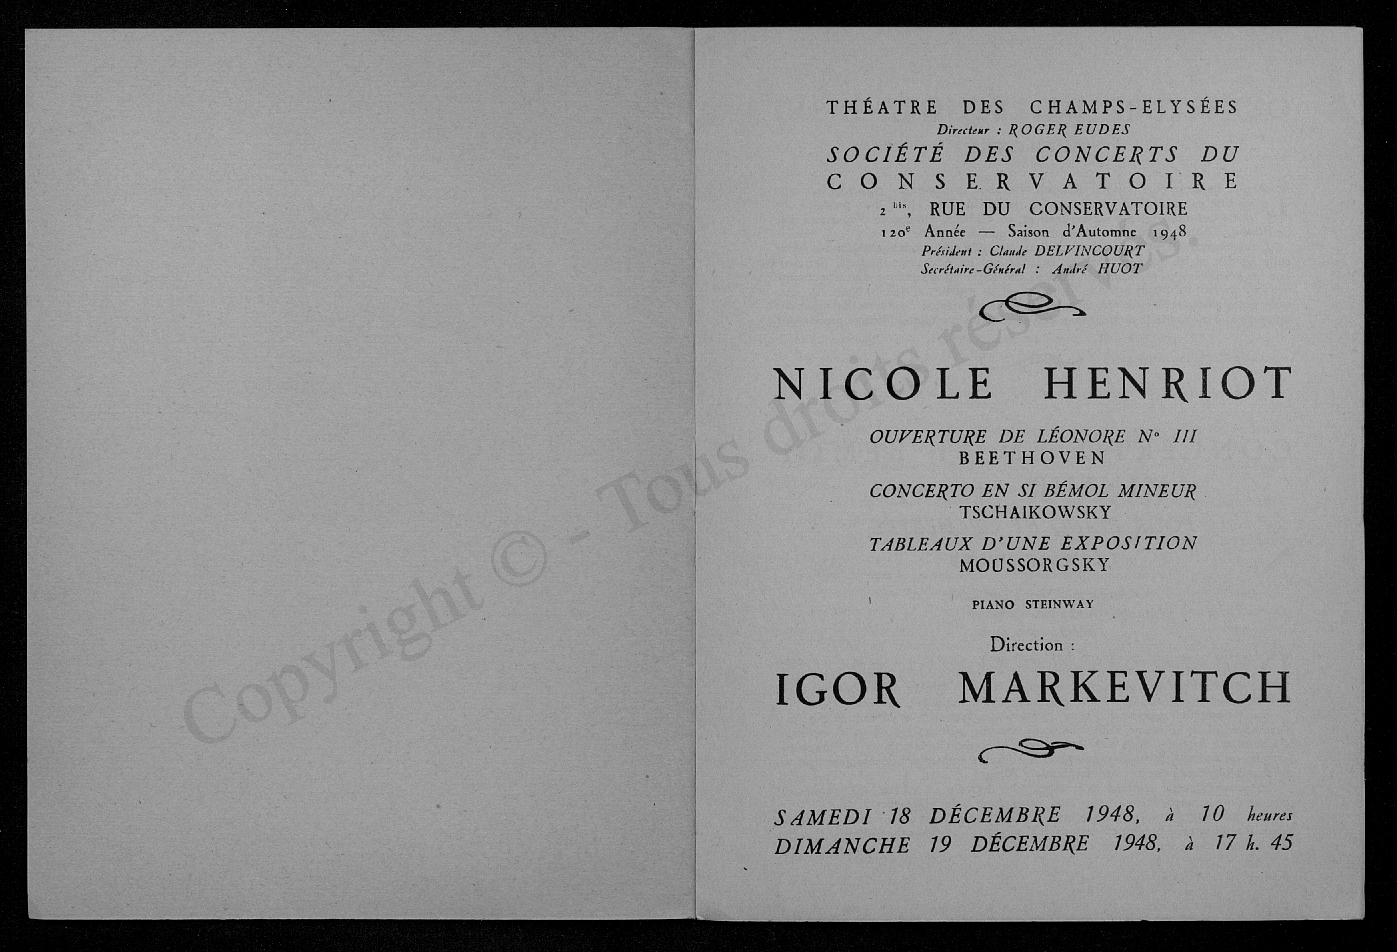 THÉATRE DES CHAMPS-ELYSÉES
Directeur : ROGER EUDES
SOCIÉTÉ DES CONCERTS DU
CONSERVATOIRE
2 bis, RUE DU CONSERVATOIRE
120e Année — Saison d'Automne 1948
Président : Claude DELVINCOURT
Secrétaire-Général : André HUOT
NICOLE HENRIOT
OUVERTURE DE LÉONORE No III
BEETHOVEN
CONCERTO EN SI BÉMOL MINEUR
TSCHAIKOWSKY
TABLEAUX D'UNE EXPOSITION
MOUSSORGSKY
PIANO STEINWAY
Direction :
IGOR MARKEVITCH
SAMEDI 18 DÉCEMBRE 1948, à 10 heures
DIMANCHE 19 DÉCEMBRE 1948, à 17 h. 45
Copyright © - Tous droits réservés.